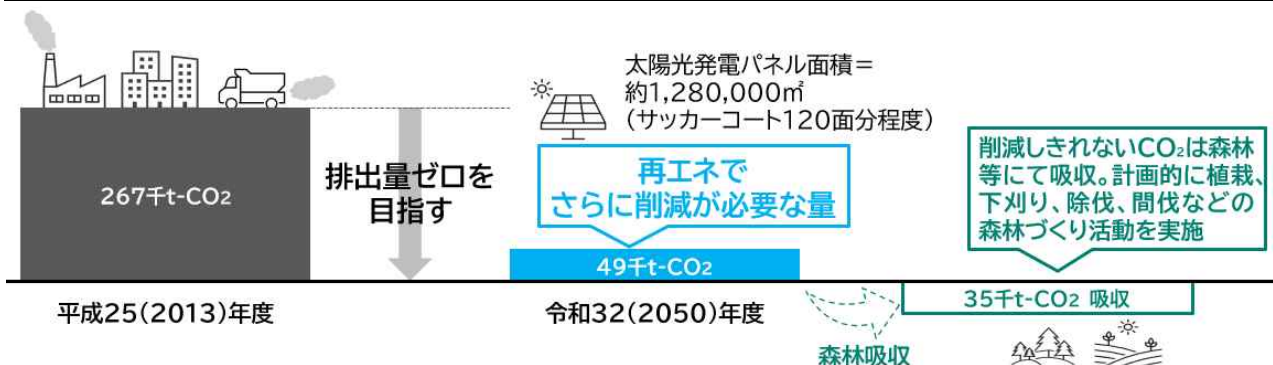 太陽光発電パネル面積＝
約1,280,000㎡
(サッカーコート120面分程度)
267千t-CO2
排出量ゼロを
目指す
再エネで
さらに削減が必要な量
49千t-CO2
削減しきれないCO2は森林
等にて吸収。計画的に植栽、
下刈り、除伐、間伐などの
森林づくり活動を実施
35千t-CO2 吸収
平成25(2013)年度
令和32(2050)年度
森林吸収